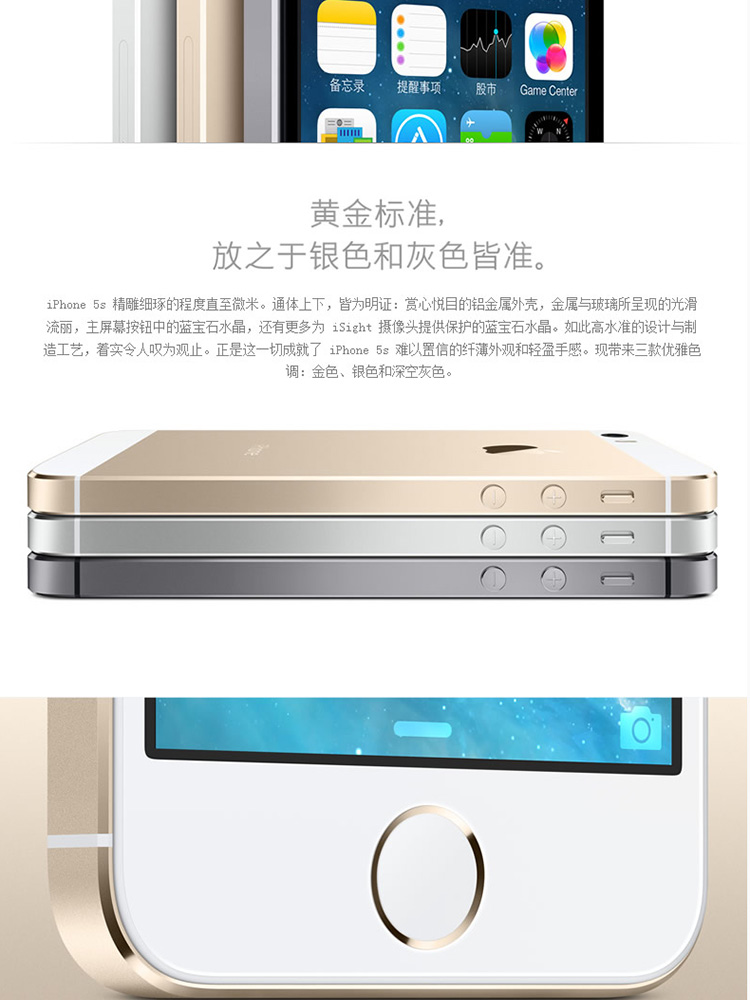 备忘录
提醒事项
股市
Game Center
W N
黄金标准,
放之于银色和灰色皆准。
iPhone 5s 精雕细琢的程度直至微米。通体上下，皆为明证：赏心悦目的铝金属外壳，金属与玻璃所呈现的光滑
流丽，主屏幕按钮中的蓝宝石水晶，还有更多为 iSight 摄像头提供保护的蓝宝石水晶。如此高水准的设计与制
造工艺，着实令人叹为观止。正是这一切成就了 iPhone 5s 难以置信的纤薄外观和轻盈手感。现带来三款优雅色
调：金色、银色和深空灰色。